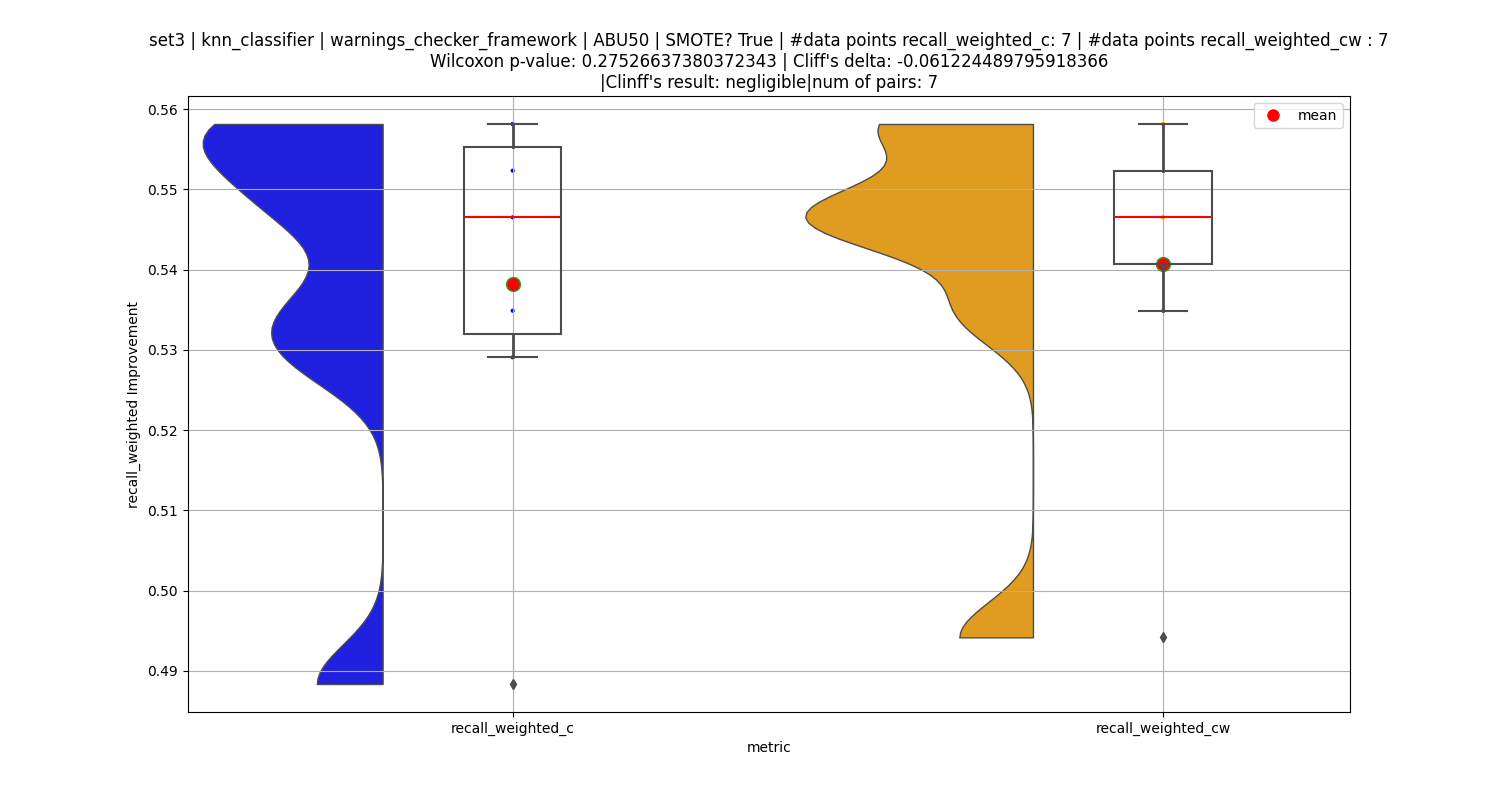 set3 | knn_classifier | warnings_checker_framework | ABU50 | SMOTE? True | #data points recall_weighted_c: 7 | #data points recall_weighted_cw : 7
Wilcoxon p-value: 0.27526637380372343 | Cliff's delta: -0.061224489795918366
|Clinff's result: negligible|num of pairs: 7
0.56
mean
0.55
0.54
0.53
0.52
0.51
0.50
0.49
recall_weighted Improvement
recall_weighted_c
recall_weighted_cw
metric